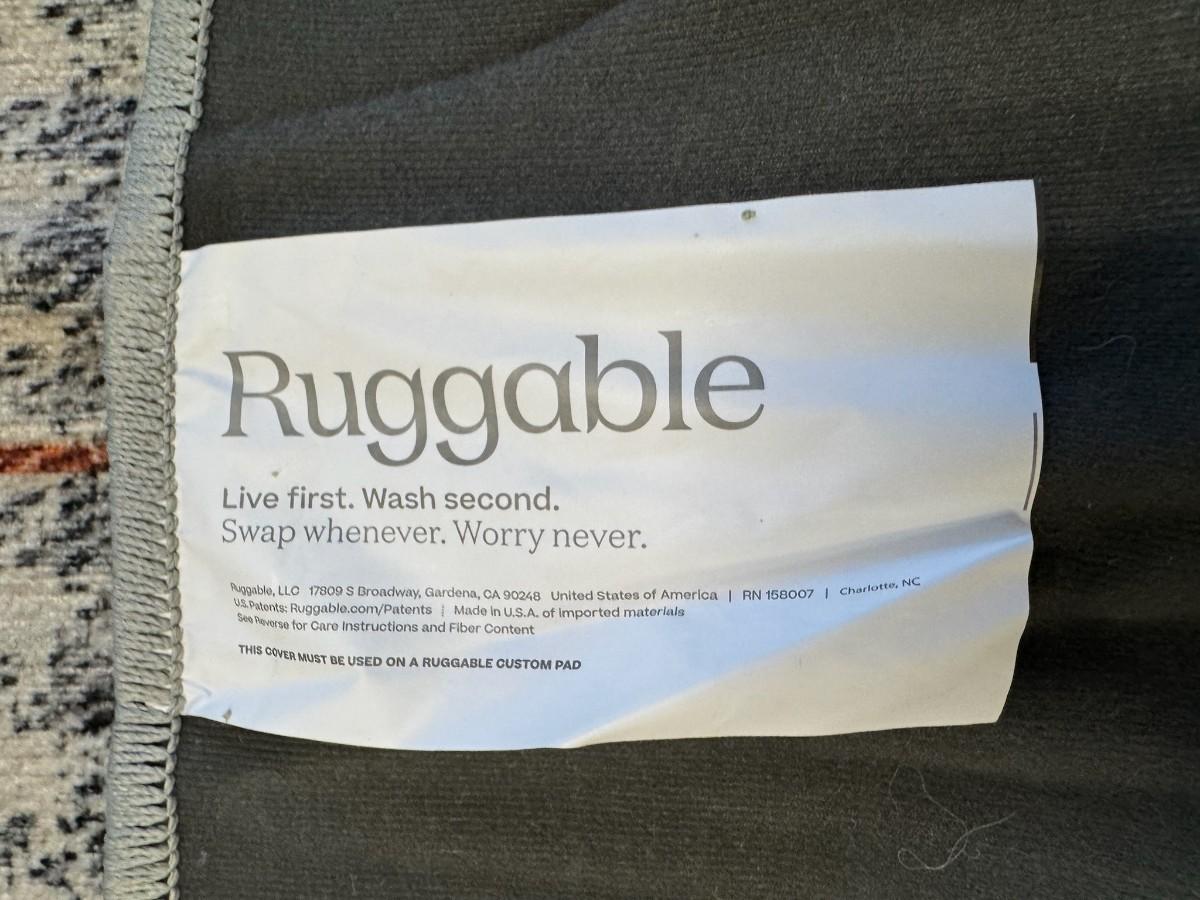 Ruggable
Live first. Wash second.
Swap whenever. Worry never.
Ruggable, LLC 17809 S Broadway, Gardena, CA 90248 United States of America | RN 158007 | Charlotte, NC
U.S. Patents: Ruggable.com/Patents | Made in U.S.A. of imported materials
See Reverse for Care Instructions and Fiber Content
THIS COVER MUST BE USED ON A RUGGABLE CUSTOM PAD